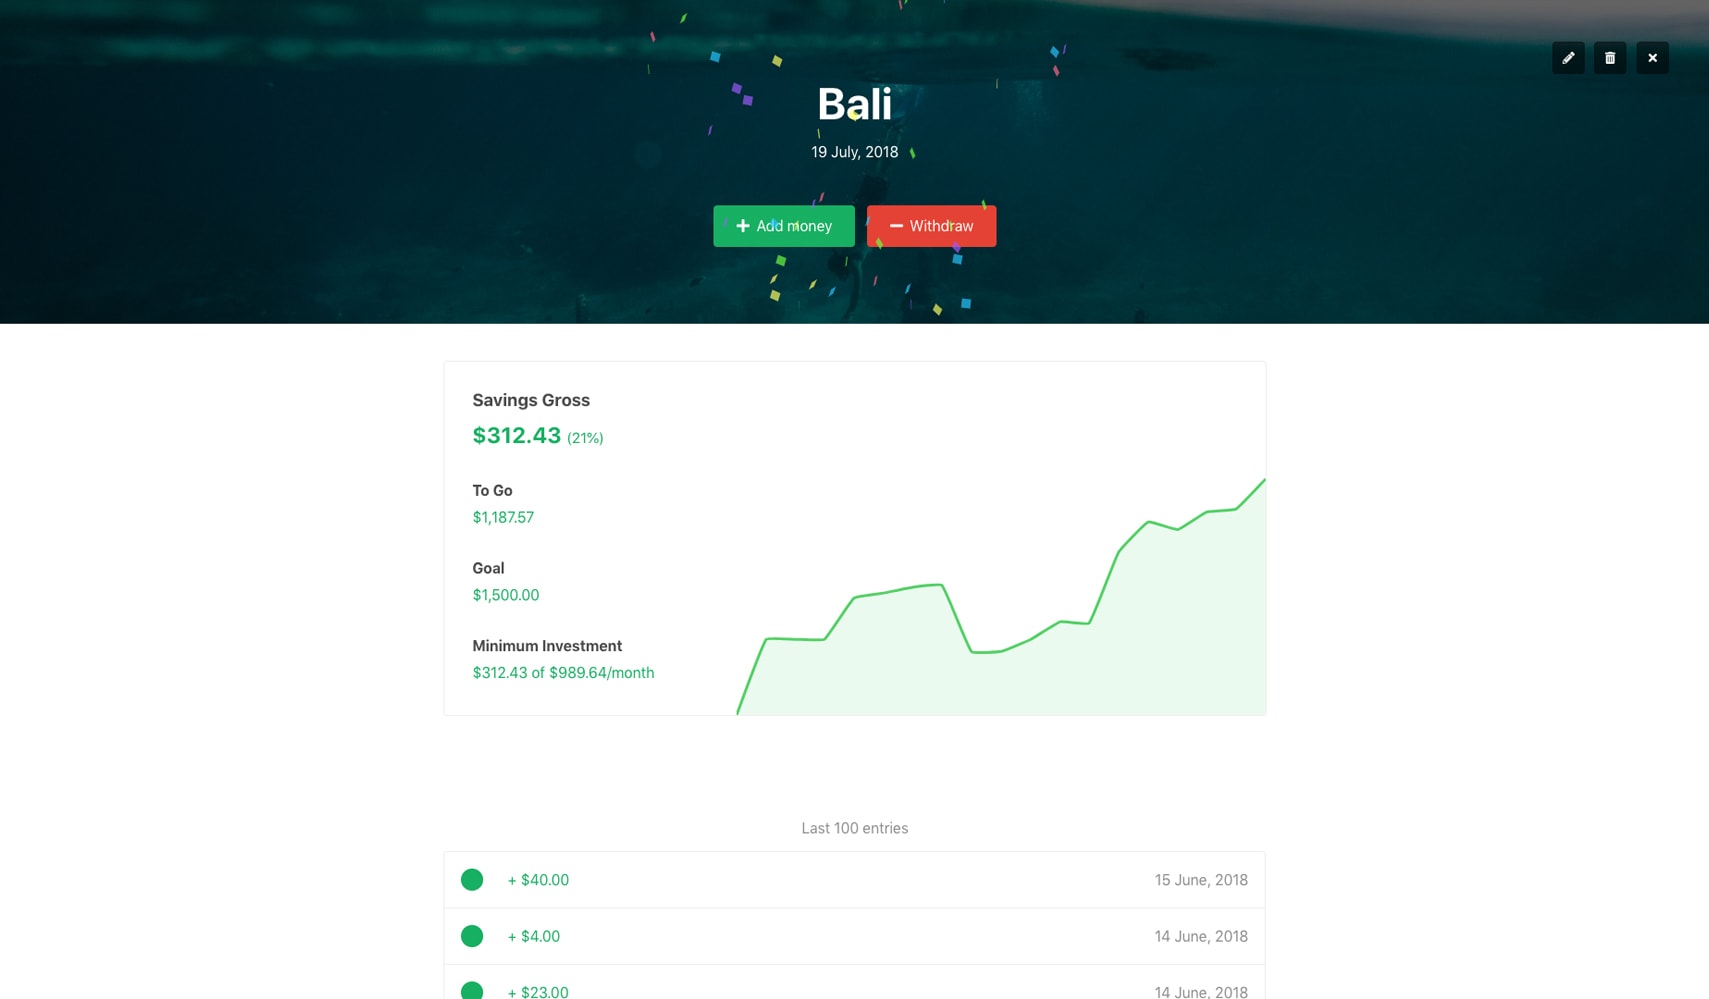 Bali
19 July, 2018
Add money
Withdraw
Savings Gross
$312.43 (21%)
To Go
$1,187.57
Goal
$1,500.00
Minimum Investment
$312.43 of $989.64/month
Last 100 entries
+ $40.00 15 June, 2018
+ $4.00 14 June, 2018
+ $23.00 14 June, 2018